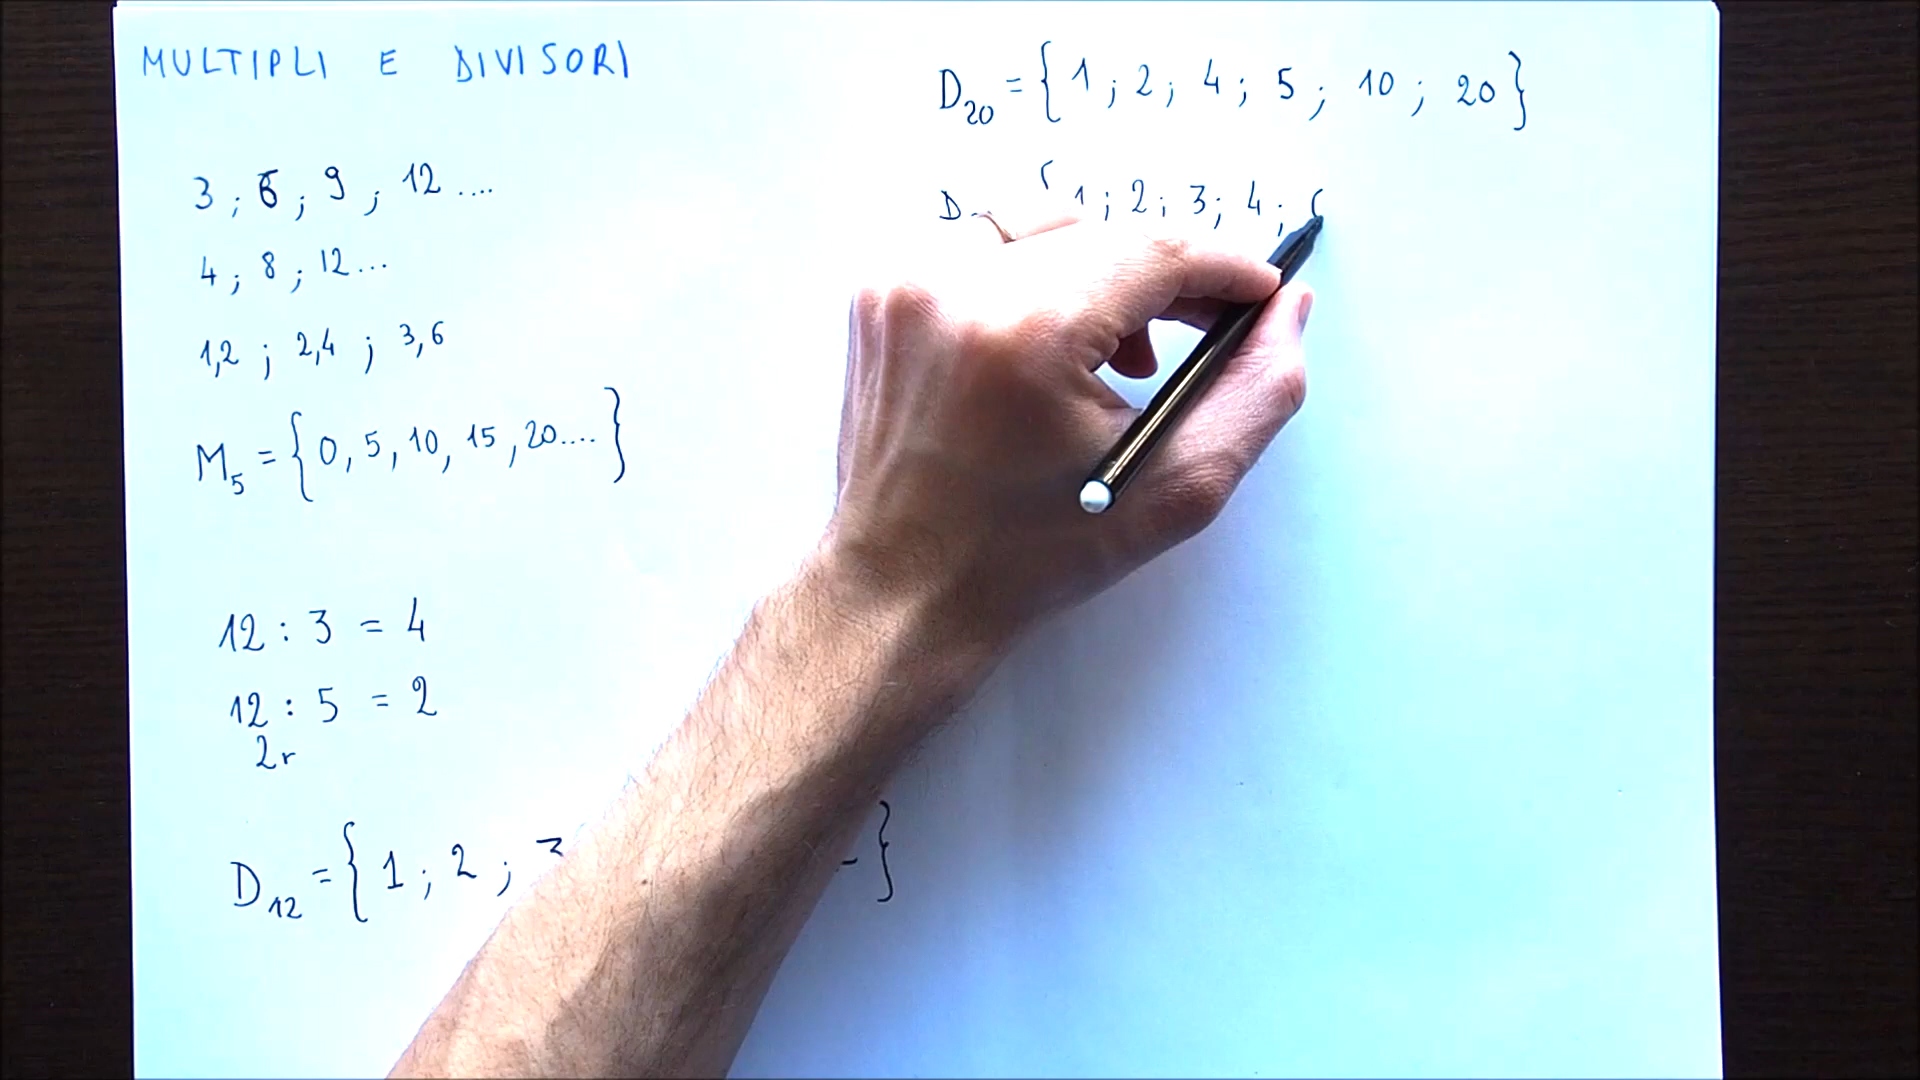 MULTIPLI E DIVISORI
3 ; 6 ; 9 ; 12 ....
4 ; 8 ; 12 ...
1,2 ; 2,4 ; 3,6
M5 = { 0, 5, 10, 15, 20.... }
12 : 3 = 4
12 : 5 = 2
2r
D12 = { 1 ; 2 ; 3 }
D20 = { 1 ; 2 ; 4 ; 5 ; 10 ; 20 }
D { 1 ; 2 ; 3 ; 4 ;